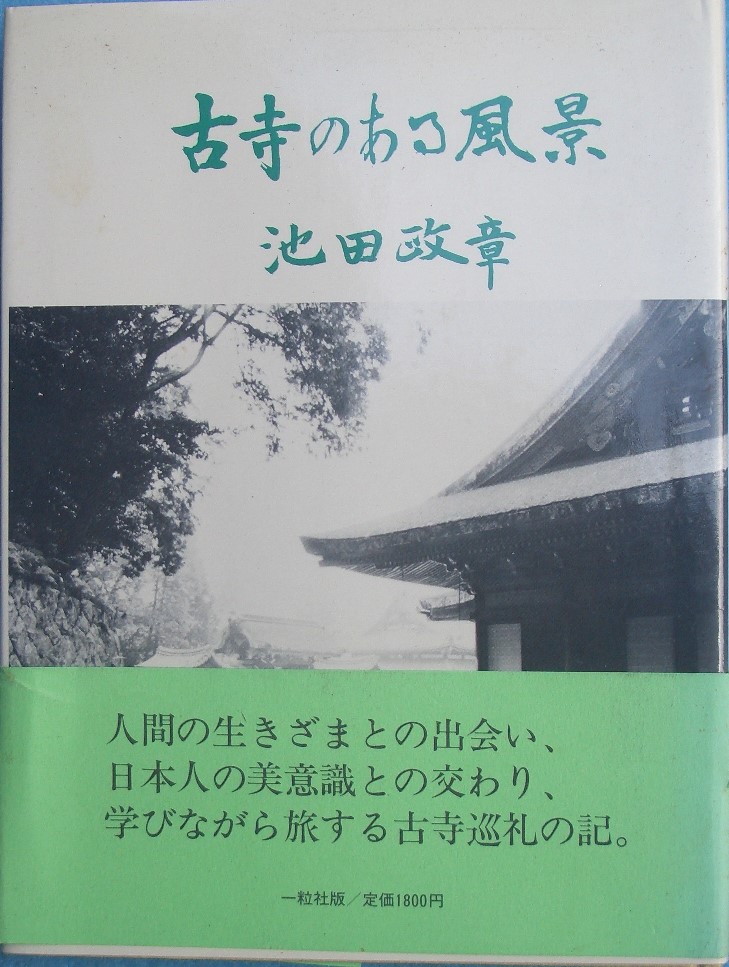 古寺のある風景
池田政章
人間の生きざまとの出会い、
日本人の美意識との交わり、
学びながら旅する古寺巡礼の記。
一粒社版／定価1800円